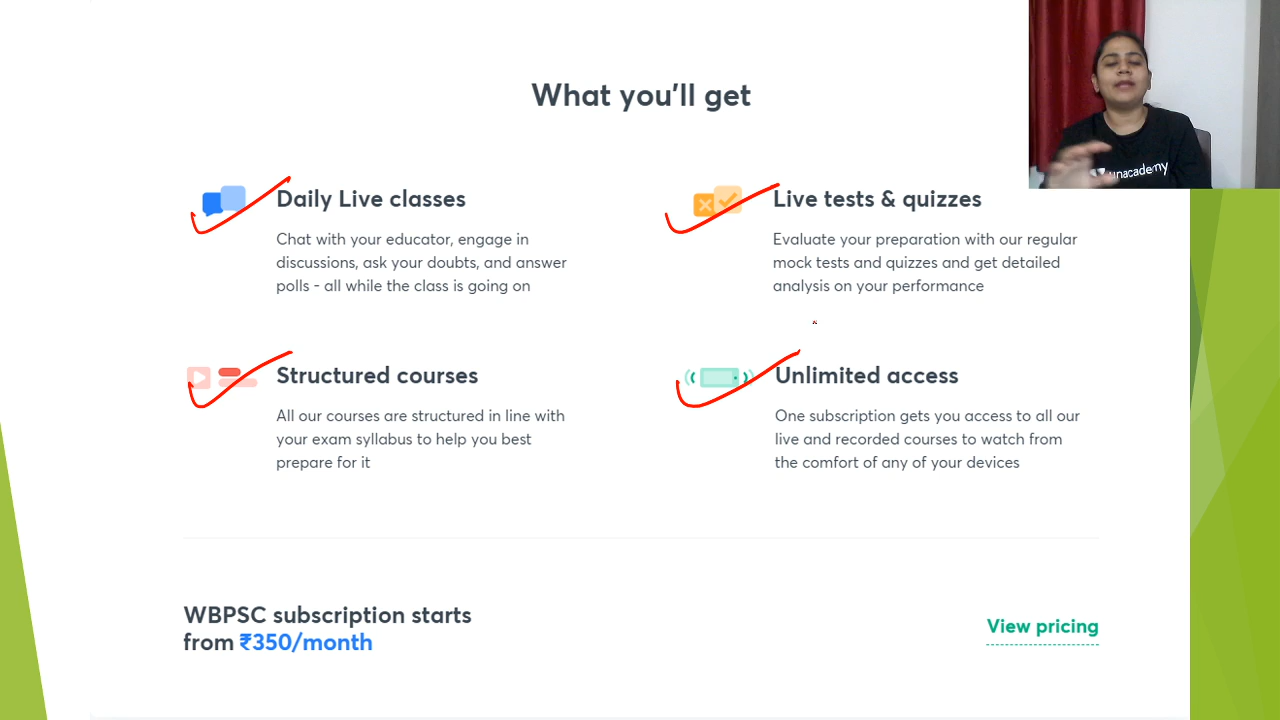 What you'll get
Daily Live classes
Chat with your educator, engage in
discussions, ask your doubts, and answer
polls - all while the class is going on
Live tests & quizzes
Evaluate your preparation with our regular
mock tests and quizzes and get detailed
analysis on your performance
Structured courses
All our courses are structured in line with
your exam syllabus to help you best
prepare for it
Unlimited access
One subscription gets you access to all our
live and recorded courses to watch from
the comfort of any of your devices
WBPSC subscription starts
from ₹350/month
View pricing
unacademy